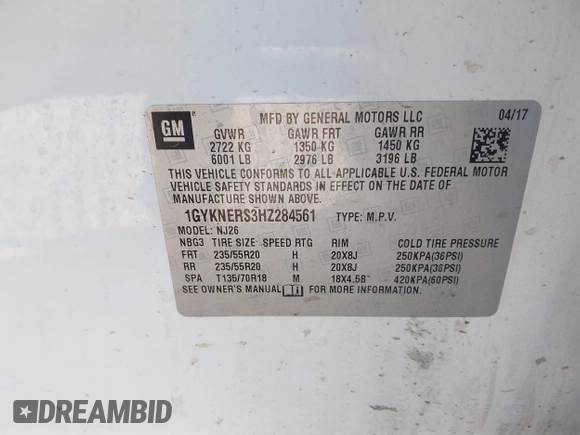 GM
MFD BY GENERAL MOTORS LLC 04/17
GVWR GAWR FRT GAWR RR
2722 KG 1350 KG 1450 KG
6001 LB 2976 LB 3196 LB
THIS VEHICLE CONFORMS TO ALL APPLICABLE U.S. FEDERAL MOTOR
VEHICLE SAFETY STANDARDS IN EFFECT ON THE DATE OF
MANUFACTURE SHOWN ABOVE.
1GYKNERS3HZ284561 TYPE: M.P.V.
MODEL: NJ26
NBG3 TIRE SIZE SPEED RTG RIM COLD TIRE PRESSURE
FRT 235/55R20 H 20X8J 250KPA(36PSI)
RR 235/55R20 H 20X8J 250KPA(36PSI)
SPA T135/70R18 M 18X4.5B 420KPA(60PSI)
SEE OWNER'S MANUAL FOR MORE INFORMATION
DREAMBID